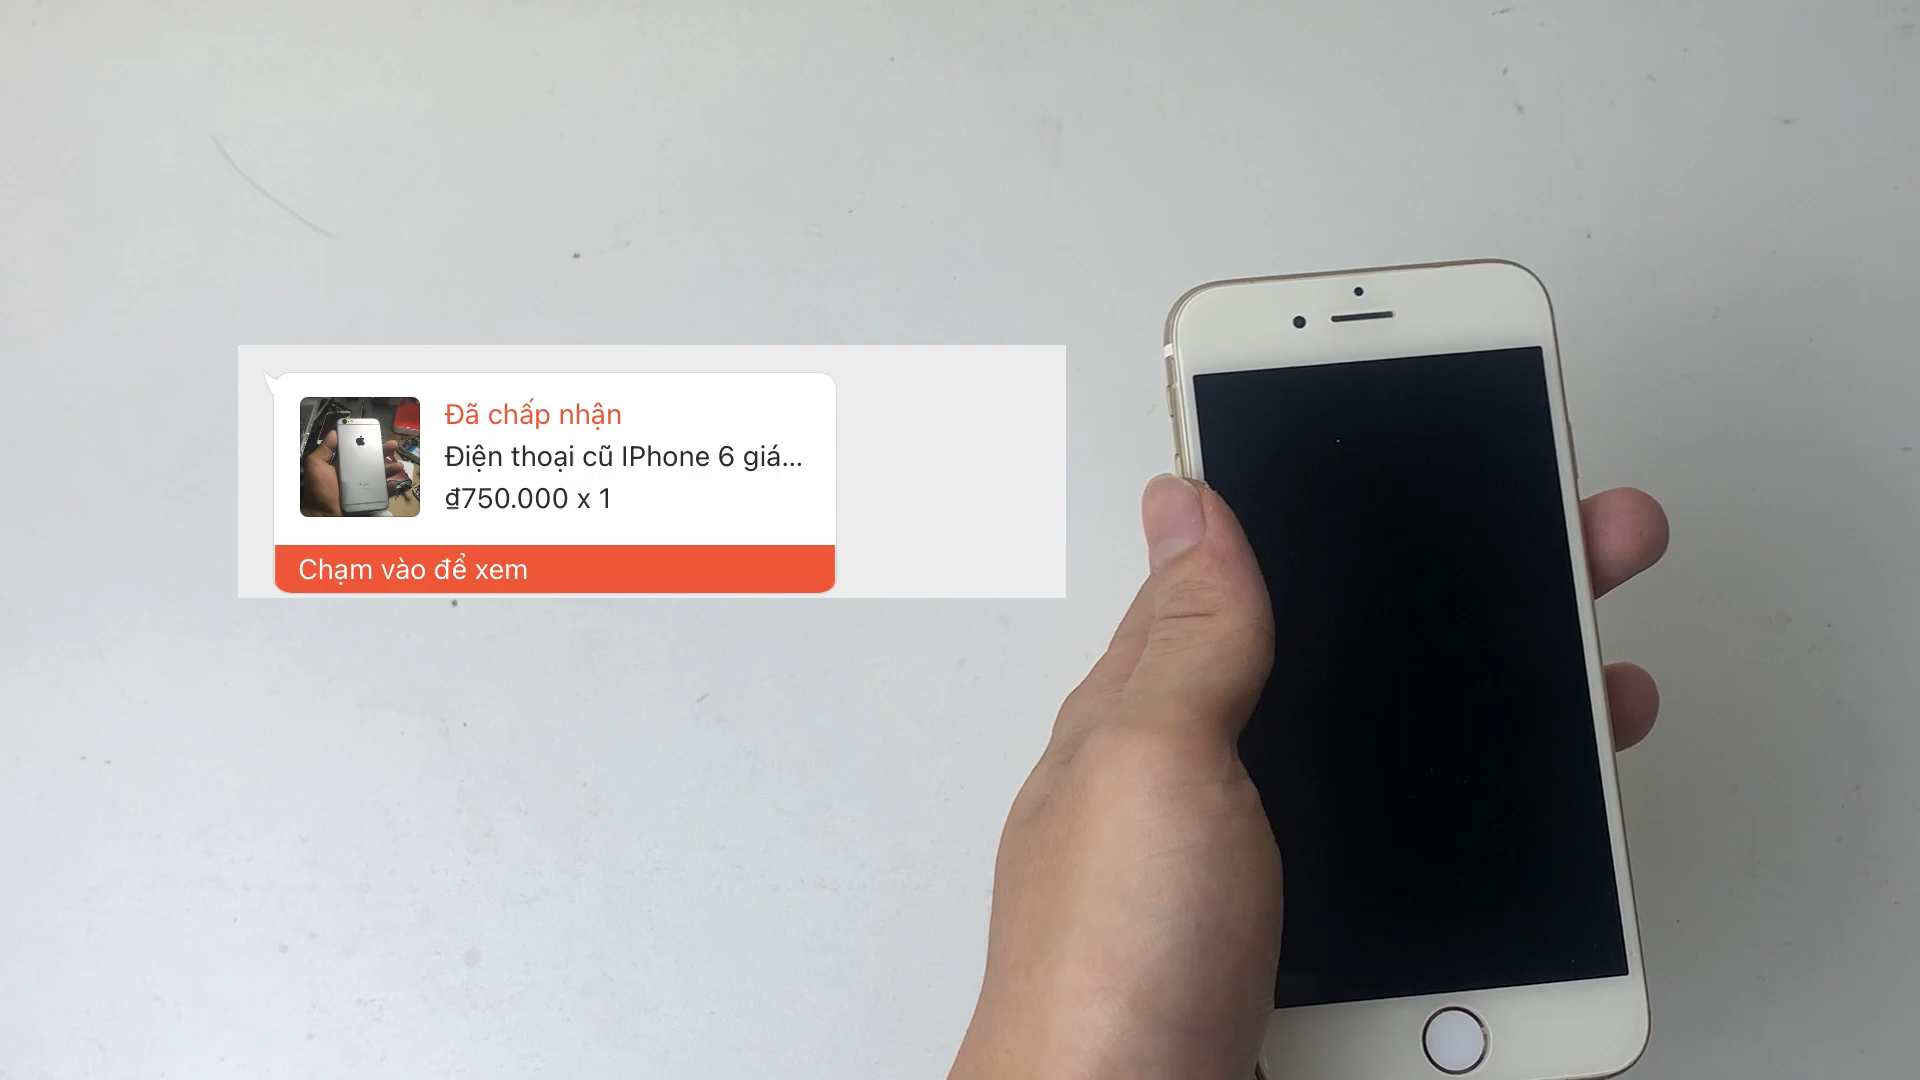 Đã chấp nhận
Điện thoại cũ IPhone 6 giá...
₫750.000 x 1
Chạm vào để xem